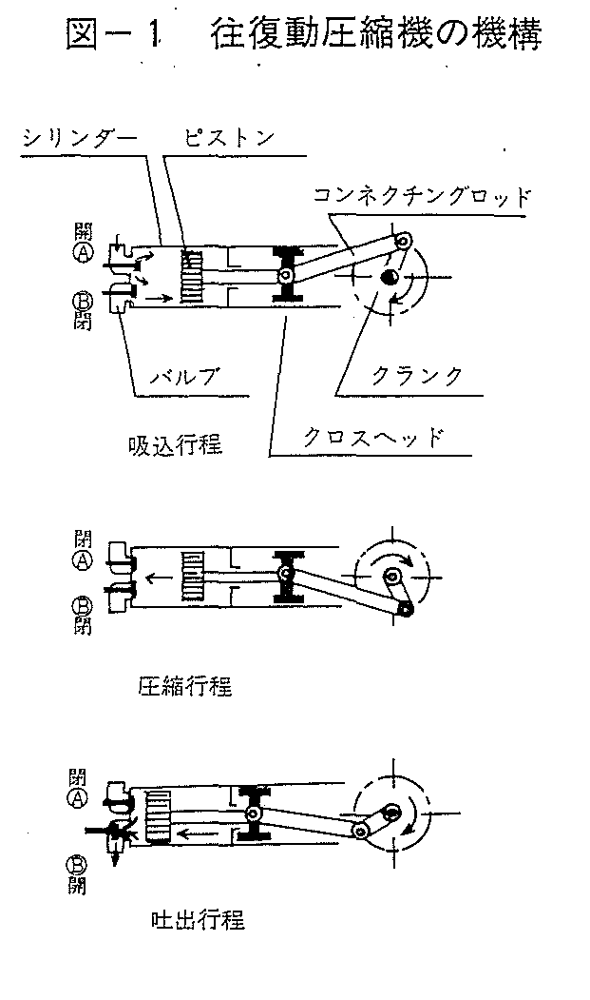 図－1 往復動圧縮機の機構
シリンダー
ピストン
コンネクチングロッド
開
Ⓐ
Ⓑ
閉
バルブ
クランク
吸込行程
クロスヘッド
閉
Ⓐ
Ⓑ
閉
圧縮行程
閉
Ⓐ
Ⓑ
開
吐出行程